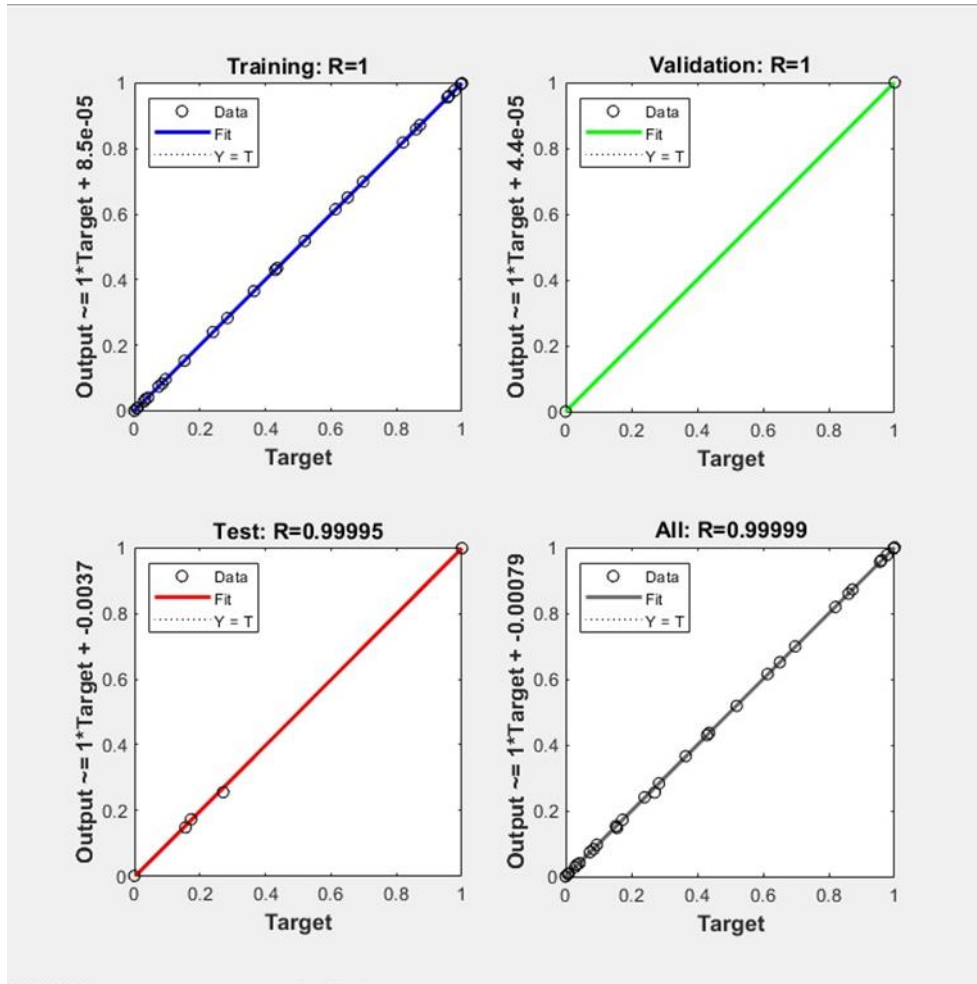 Training: R=1
Output ~= 1*Target + 8.5e-05
Data
Fit
Y = T
1
0.8
0.6
0.4
0.2
0
0 0.2 0.4 0.6 0.8 1
Target
Validation: R=1
Output ~= 1*Target + 4.4e-05
Data
Fit
Y = T
1
0.8
0.6
0.4
0.2
0
0 0.2 0.4 0.6 0.8 1
Target
Test: R=0.99995
Output ~= 1*Target + -0.0037
Data
Fit
Y = T
1
0.8
0.6
0.4
0.2
0
0 0.2 0.4 0.6 0.8 1
Target
All: R=0.99999
Output ~= 1*Target + -0.00079
Data
Fit
Y = T
1
0.8
0.6
0.4
0.2
0
0 0.2 0.4 0.6 0.8 1
Target